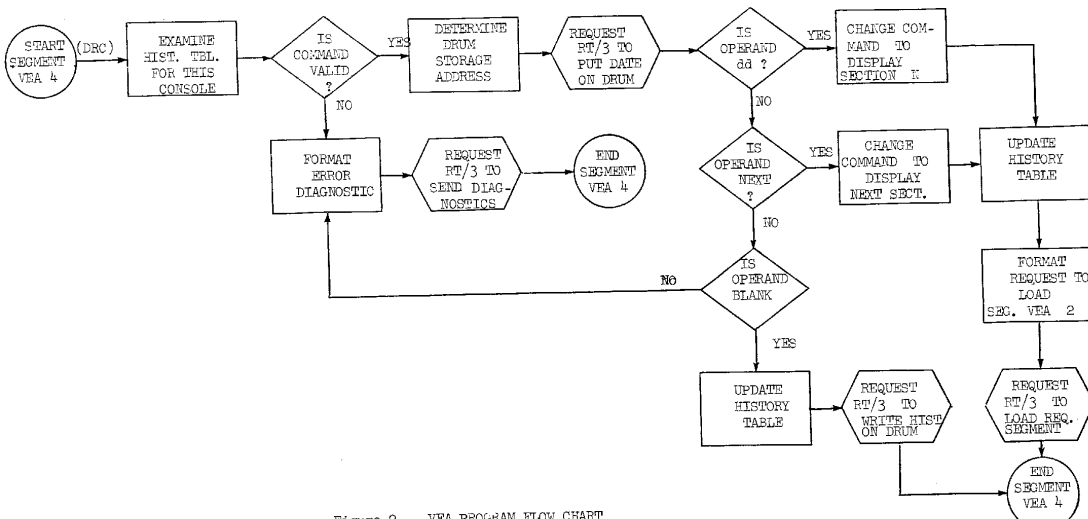 START
SEGMENT
VEA 4
(DRC)
EXAMINE
HIST. TBL.
FOR THIS
CONSOLE
IS
COMMAND
VALID
?
YES
DETERMINE
DRUM
STORAGE
ADDRESS
REQUEST
RT/3 TO
PUT DATE
ON DRUM
IS
OPERAND
dd ?
YES
CHANGE COM-
MAND TO
DISPLAY
SECTION N
NO
NO
FORMAT
ERROR
DIAGNOSTIC
REQUEST
RT/3 TO
SEND DIAG-
NOSTICS
END
SEGMENT
VEA 4
IS
OPERAND
NEXT
?
YES
CHANGE
COMMAND TO
DISPLAY
NEXT SECT.
UPDATE
HISTORY
TABLE
NO
IS
OPERAND
BLANK
NO
FORMAT
REQUEST TO
LOAD
SEG. VEA 2
YES
UPDATE
HISTORY
TABLE
REQUEST
RT/3 TO
WRITE HIST
ON DRUM
REQUEST
RT/3 TO
LOAD REQ.
SEGMENT
END
SEGMENT
VEA 4
Figure 2. VEA PROGRAM FLOW CHART